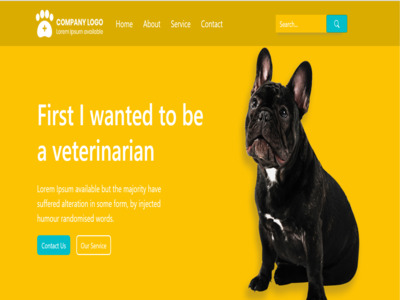 COMPANY LOGO
Lorem ipsum available
Home About Service Contact
Search...
First I wanted to be
a veterinarian
Lorem Ipsum available but the majority have
suffered alteration in some form, by injected
humour randomised words.
Contact Us Our Service